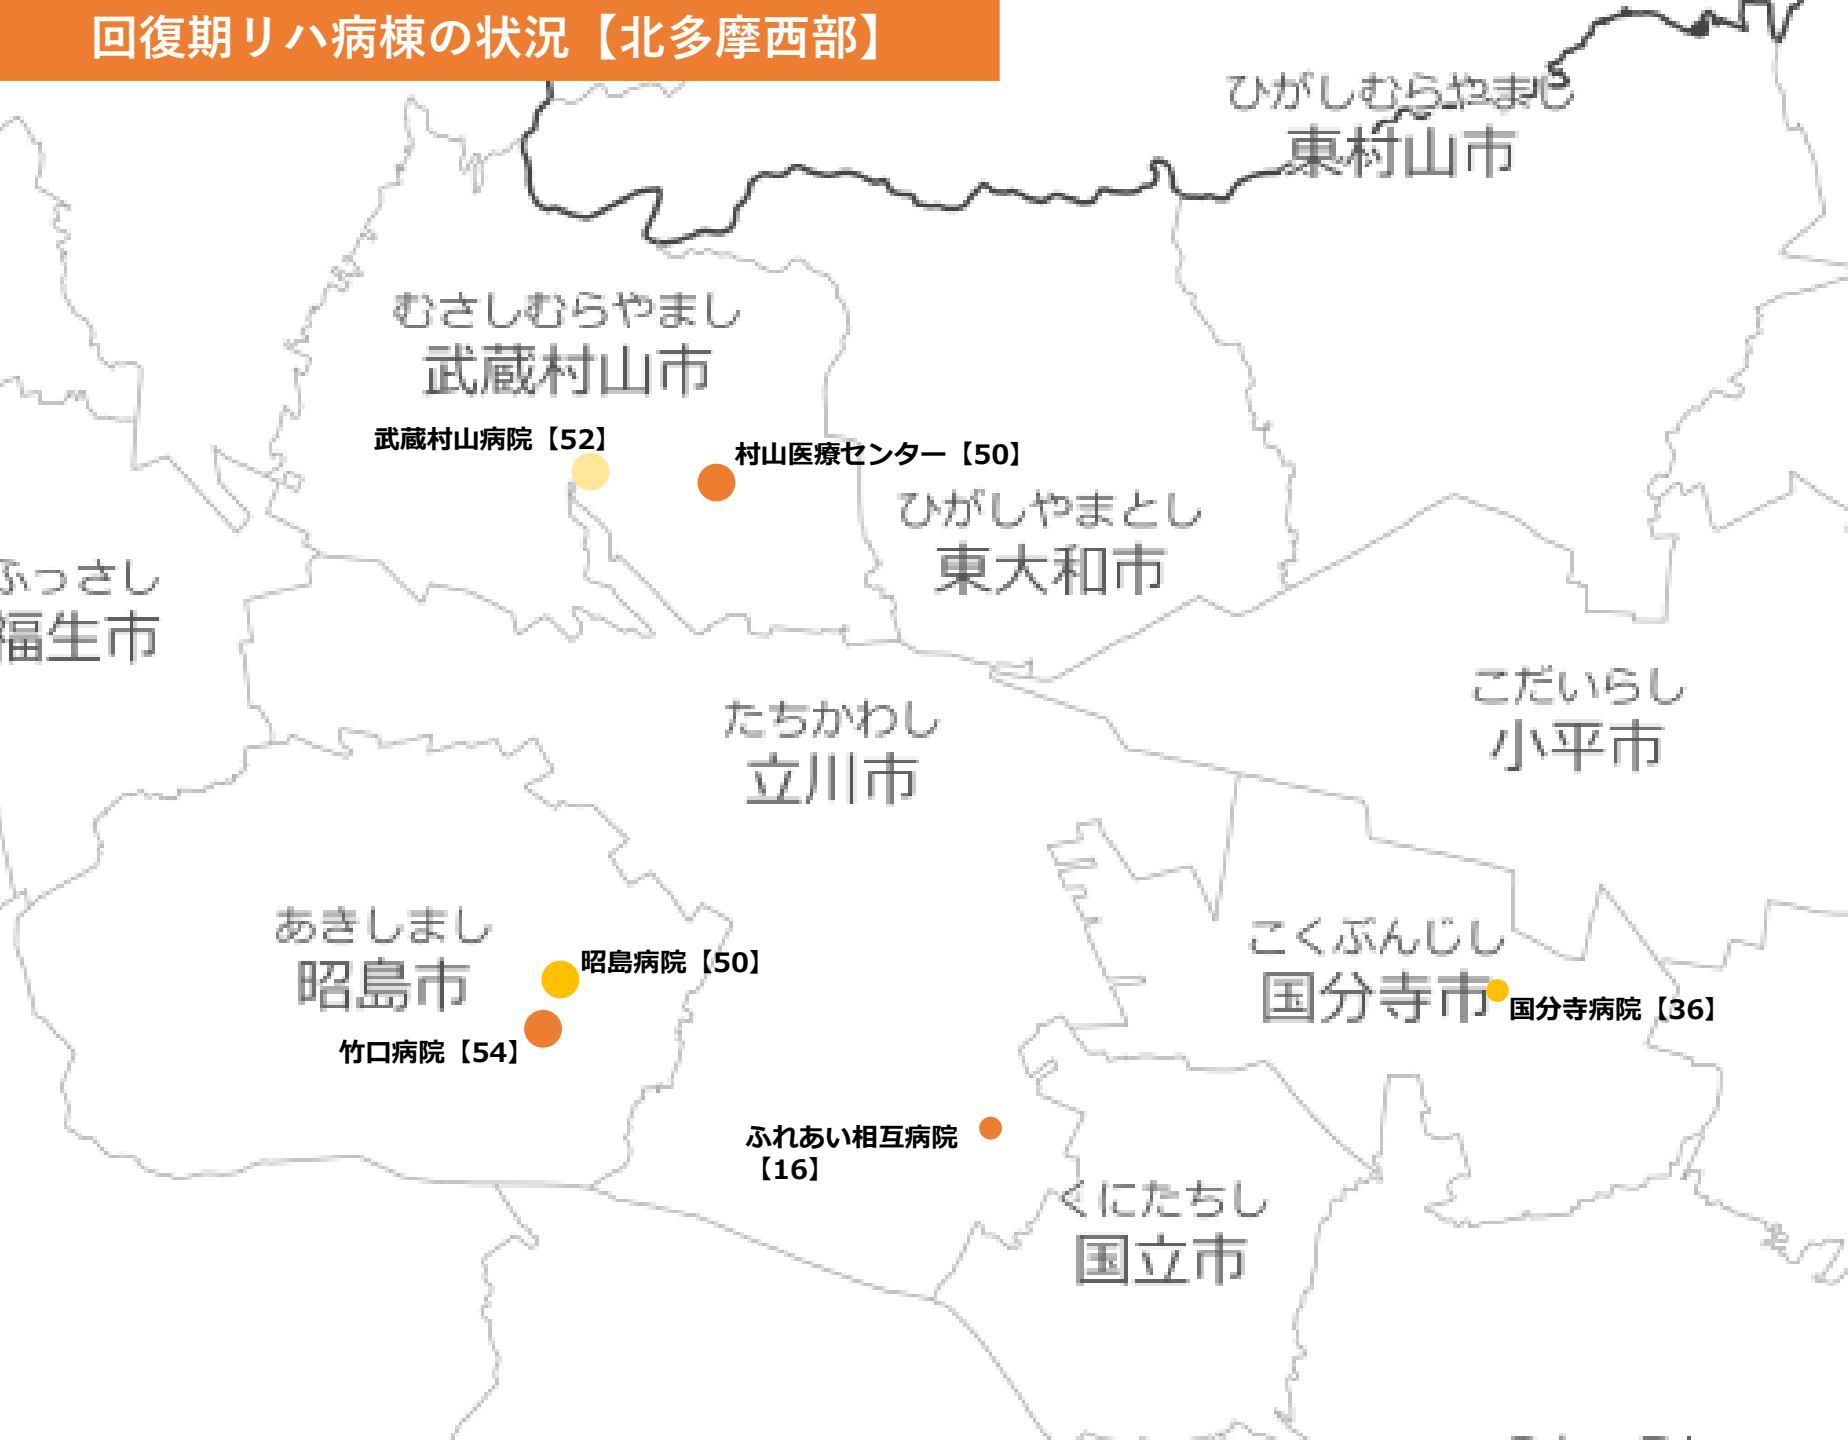 回復期リハ病棟の状況【北多摩西部】
ひがしむらやまし
東村山市
むさしむらやまし
武蔵村山市
武蔵村山病院【52】
村山医療センター【50】
ひがしやまとし
東大和市
ふっさし
福生市
こだいらし
小平市
たちかわし
立川市
あきしまし
昭島市
昭島病院【50】
竹口病院【54】
こくぶんじし
国分寺市
国分寺病院【36】
ふれあい相互病院
【16】
くにたちし
国立市